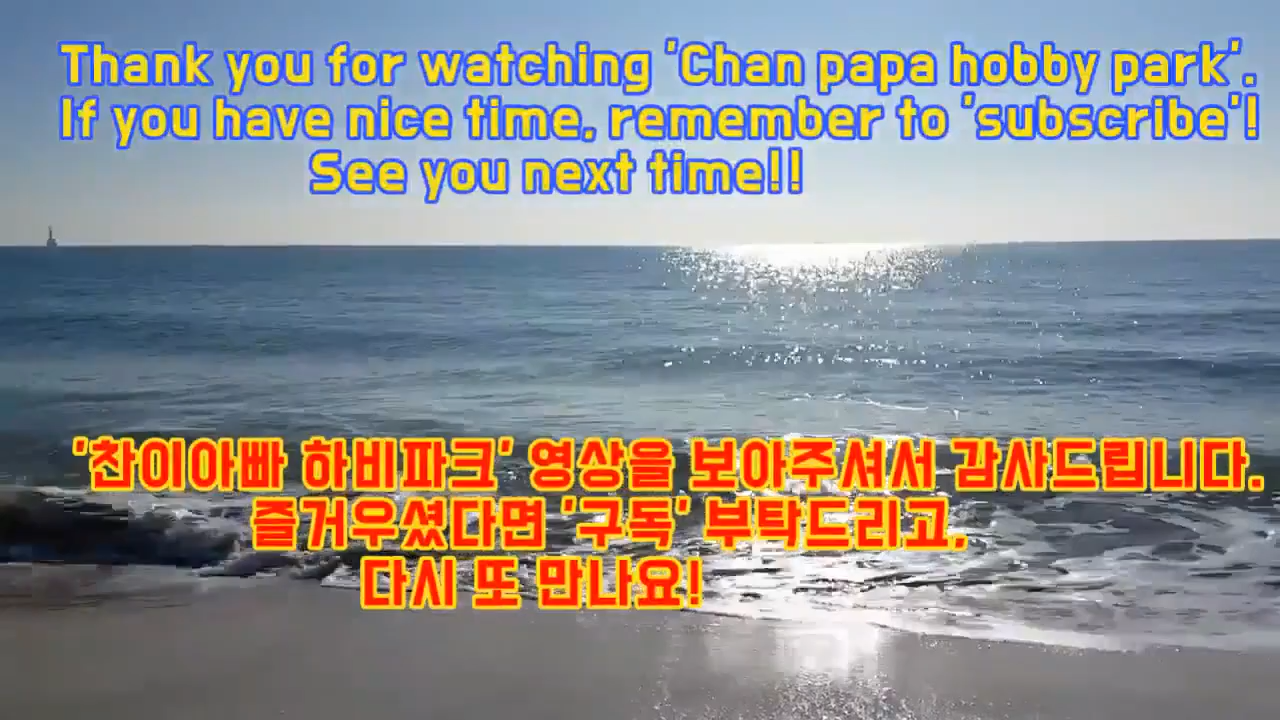 Thank you for watching 'Chan papa hobby park'.
If you have nice time, remember to 'subscribe'!
See you next time!!
'찬이아빠 하비파크' 영상을 보아주셔서 감사드립니다.
즐거우셨다면 '구독' 부탁드리고,
다시 또 만나요!